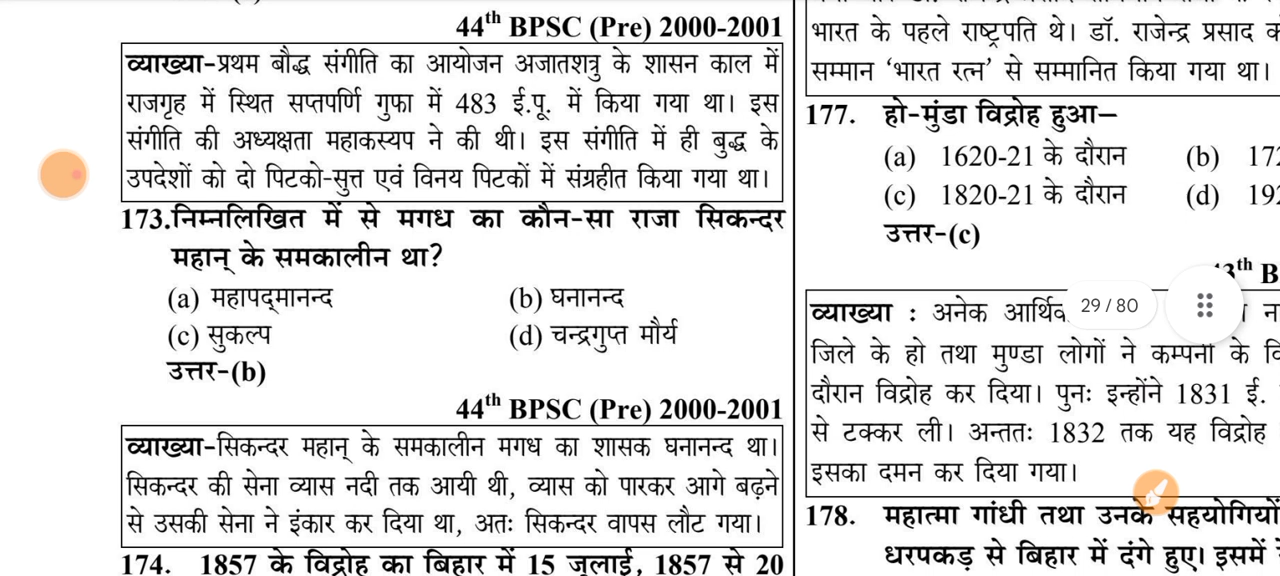 44th BPSC (Pre) 2000-2001
व्याख्या-प्रथम बौद्ध संगीति का आयोजन अजातशत्रु के शासन काल में
राजगृह में स्थित सप्तपर्णि गुफा में 483 ई.पू. में किया गया था। इस
संगीति की अध्यक्षता महाकस्यप ने की थी। इस संगीति में ही बुद्ध के
उपदेशों को दो पिटको-सुत्त एवं विनय पिटकों में संग्रहीत किया गया था।
173.निम्नलिखित में से मगध का कौन-सा राजा सिकन्दर
महान् के समकालीन था?
(a) महापद्मानन्द (b) घनानन्द
(c) सुकल्प (d) चन्द्रगुप्त मौर्य
उत्तर-(b)
44th BPSC (Pre) 2000-2001
व्याख्या-सिकन्दर महान् के समकालीन मगध का शासक घनानन्द था।
सिकन्दर की सेना व्यास नदी तक आयी थी, व्यास को पारकर आगे बढ़ने
से उसकी सेना ने इंकार कर दिया था, अतः सिकन्दर वापस लौट गया।
174. 1857 के विद्रोह का बिहार में 15 जुलाई, 1857 से 20
भारत के पहले राष्ट्रपति थे। डॉ. राजेन्द्र प्रसाद
सम्मान ‘भारत रत्न’ से सम्मानित किया गया था।
177. हो-मुंडा विद्रोह हुआ–
(a) 1620-21 के दौरान (b)
(c) 1820-21 के दौरान (d)
उत्तर-(c)
B
व्याख्या : अनेक
29 / 80
जिले के हो तथा मुण्डा लोगों ने कम्पनी के
दौरान विद्रोह कर दिया। पुनः इन्होंने 1831 ई.
से टक्कर ली। अन्ततः 1832 तक यह विद्रोह
इसका दमन कर दिया गया।
178. महात्मा गांधी तथा उनके सहयोगियों
धरपकड़ से बिहार में दंगे हुए। इसमें